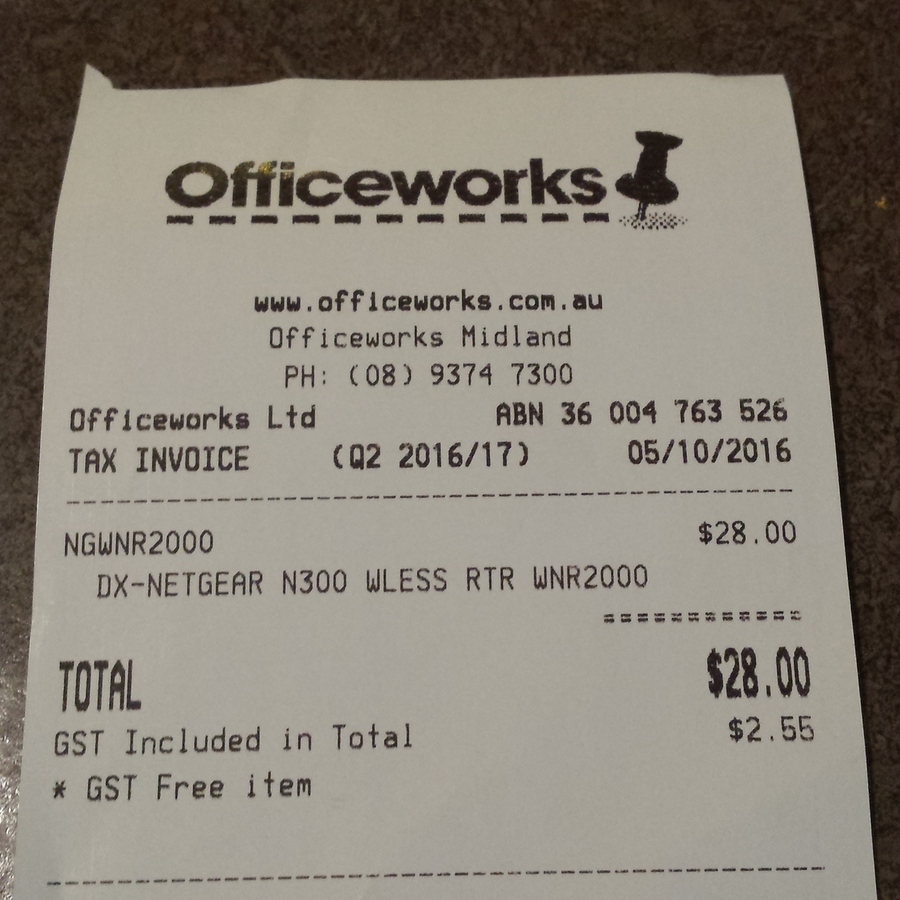 Officeworks
www.officeworks.com.au
Officeworks Midland
PH: (08) 9374 7300
Officeworks Ltd ABN 36 004 763 526
TAX INVOICE (Q2 2016/17) 05/10/2016
NGWNR2000 $28.00
DX-NETGEAR N300 WLESS RTR WNR2000
TOTAL $28.00
GST Included in Total $2.55
* GST Free item